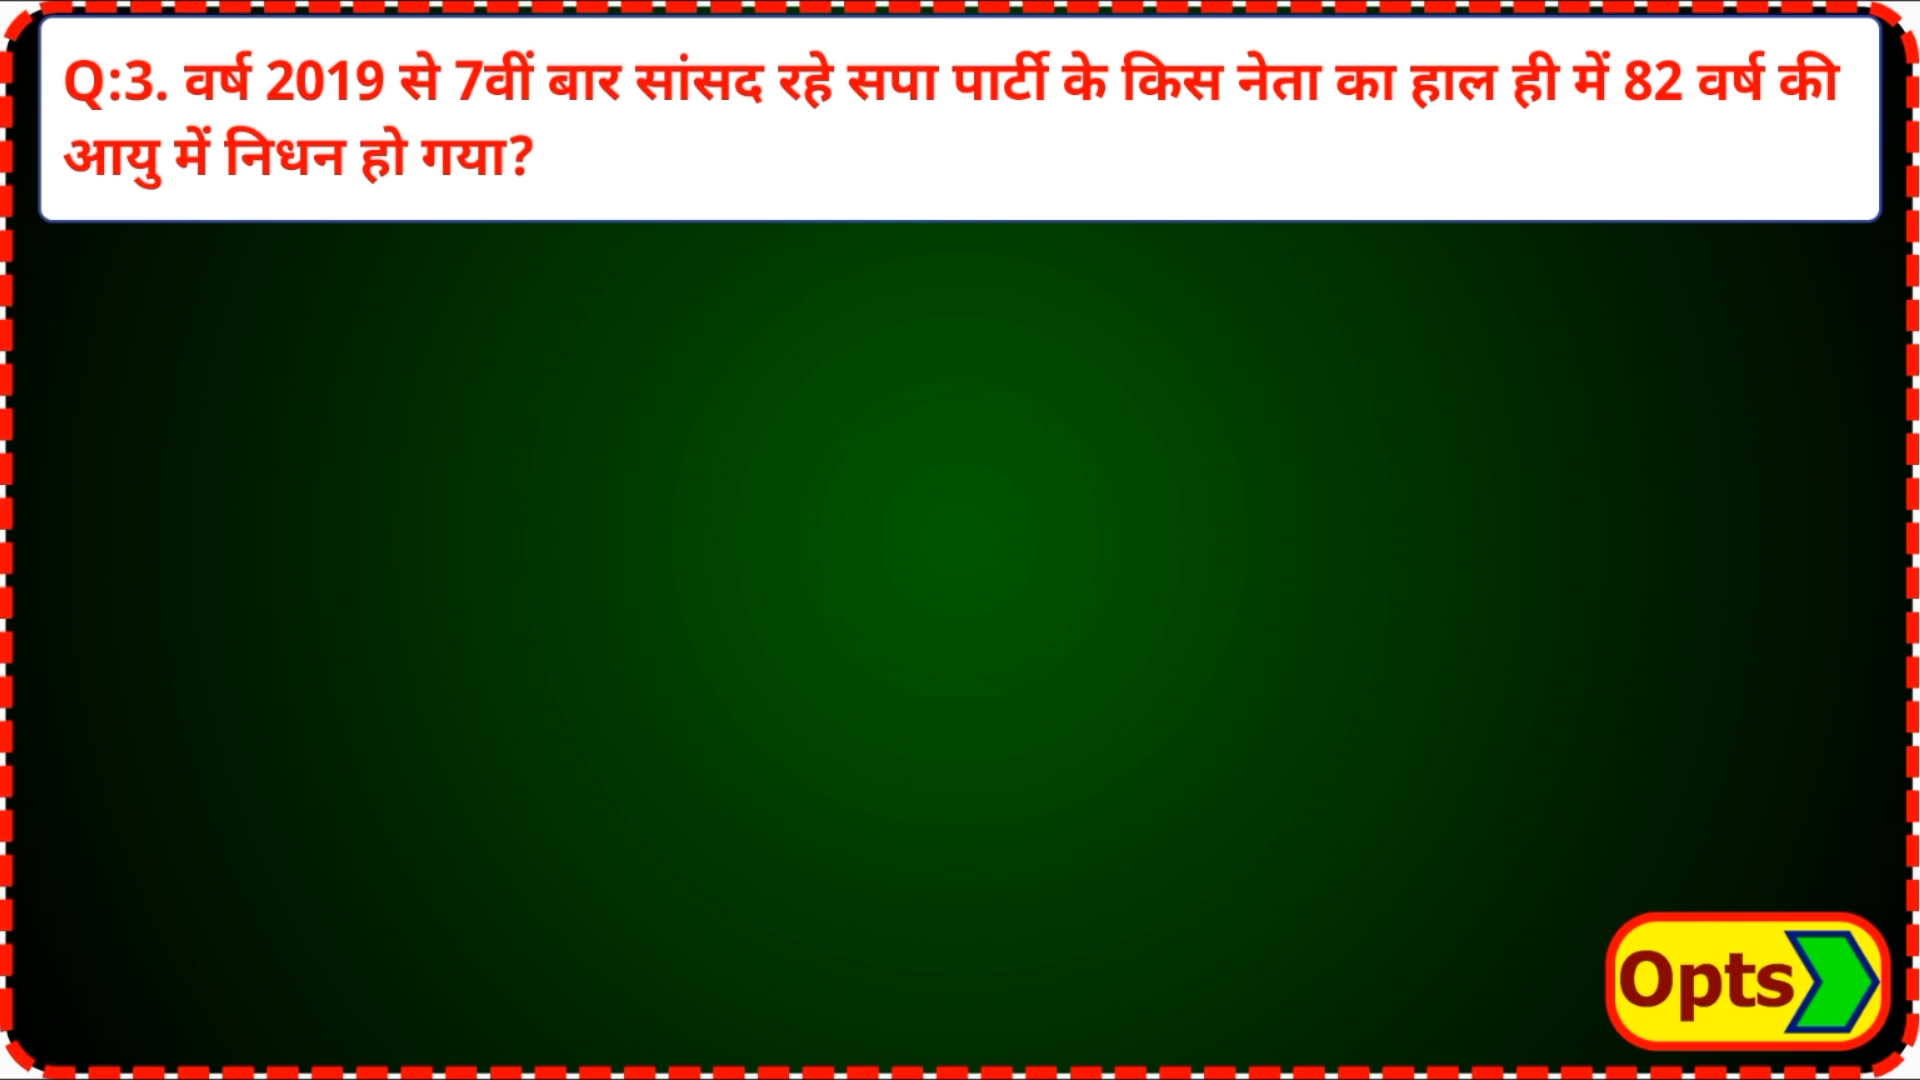 Q:3. वर्ष 2019 से 7वीं बार सांसद रहे सपा पार्टी के किस नेता का हाल ही में 82 वर्ष की
आयु में निधन हो गया?
Opts